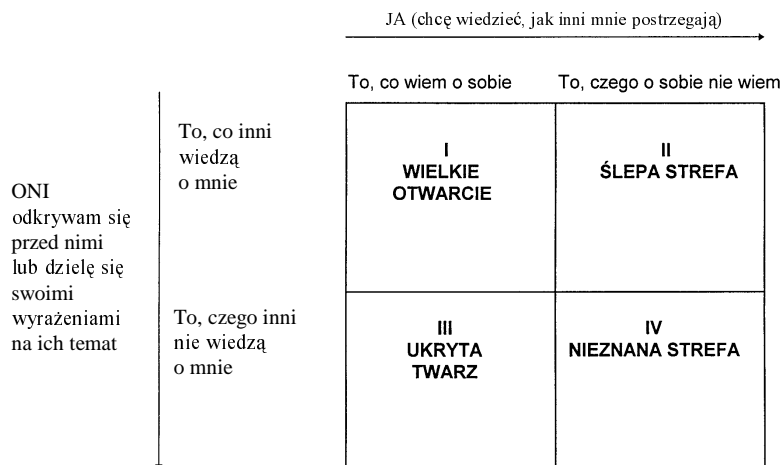 JA (chcę wiedzieć, jak inni mnie postrzegają)
To, co wiem o sobie
To, czego o sobie nie wiem
ONI
odkrywam się
przed nimi
lub dzielę się
swoimi
wyrażeniami
na ich temat
To, co inni
wiedzą
o mnie
I
WIELKIE
OTWARCIE
II
ŚLEPA STREFA
To, czego inni
nie wiedzą
o mnie
III
UKRYTA
TWARZ
IV
NIEZNANA STREFA